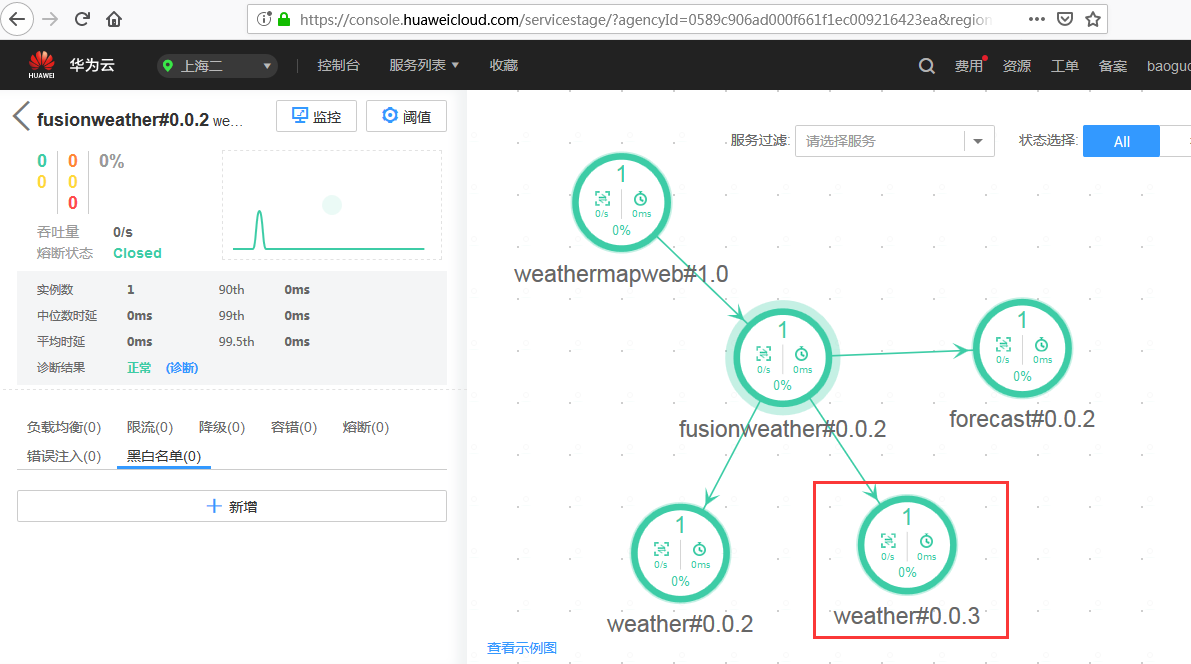 https://console.huaweicloud.com/servicestage/?agencyId=0589c906ad000f661f1ec009216423ea&region
HUAWEI 华为云 上海二 控制台 服务列表 收藏 费用 资源 工单 备案 baoguo
fusionweather#0.0.2 we... 监控 阈值
0 0 0%
0 0
0
吞吐量 0/s
熔断状态 Closed
实例数 1 90th 0ms
中位数时延 0ms 99th 0ms
平均时延 0ms 99.5th 0ms
诊断结果 正常 (诊断)
负载均衡(0) 限流(0) 降级(0) 容错(0) 熔断(0)
错误注入(0) 黑白名单(0)
新增
服务过滤: 请选择服务 状态选择: All
1
0/s 0ms
0%
weathermapweb#1.0
1
0/s 0ms
0%
fusionweather#0.0.2
1
0/s 0ms
0%
forecast#0.0.2
1
0/s 0ms
0%
weather#0.0.2
1
0/s 0ms
0%
weather#0.0.3
查看示例图